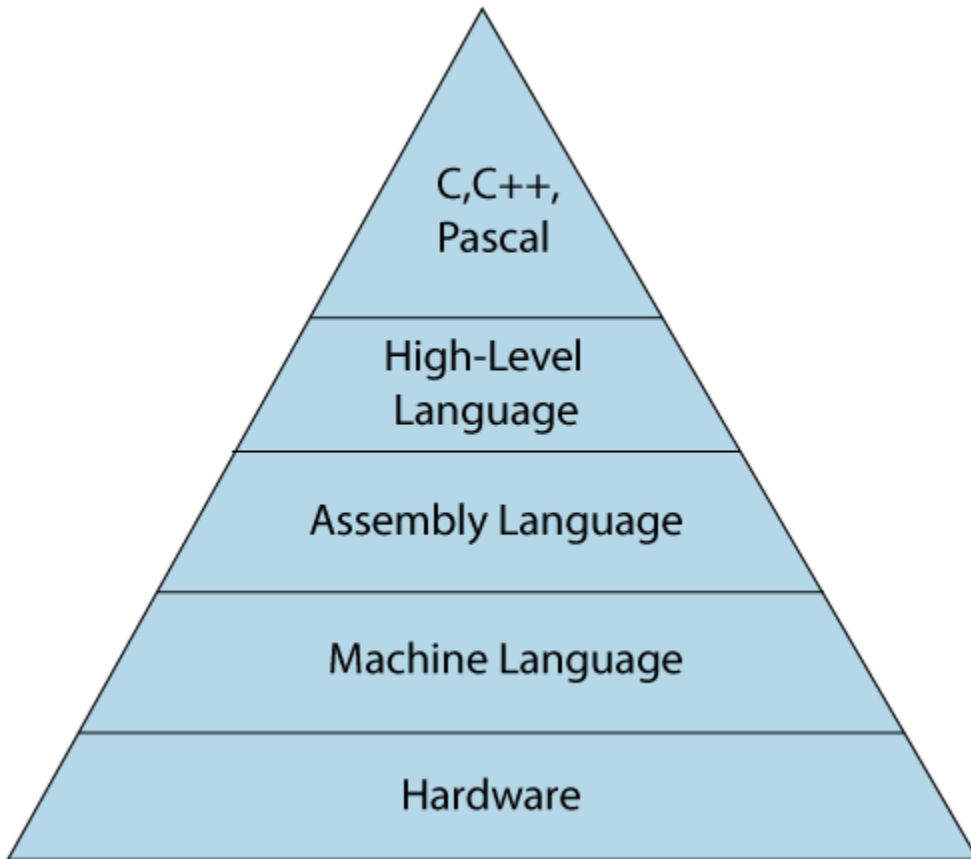 C,C++,
Pascal
High-Level
Language
Assembly Language
Machine Language
Hardware